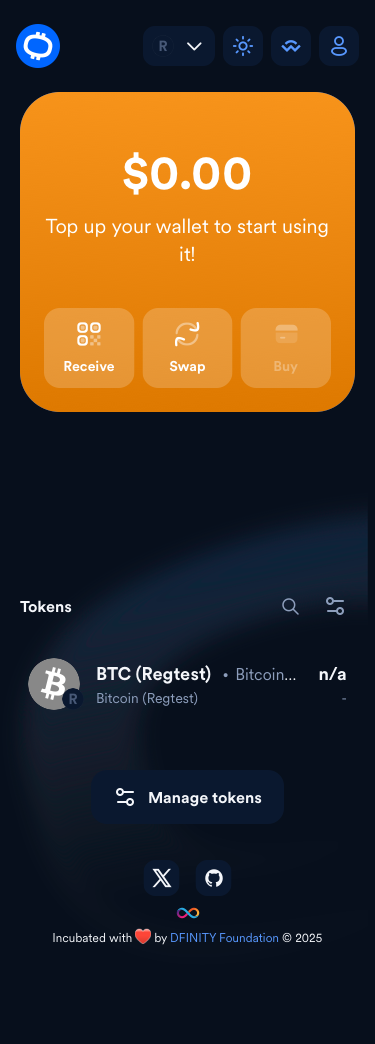 R
$0.00
Top up your wallet to start using
it!
Receive Swap Buy
Tokens
BTC (Regtest) • Bitcoin... n/a
Bitcoin (Regtest) -
R
Manage tokens
Incubated with ❤️ by DFINITY Foundation © 2025